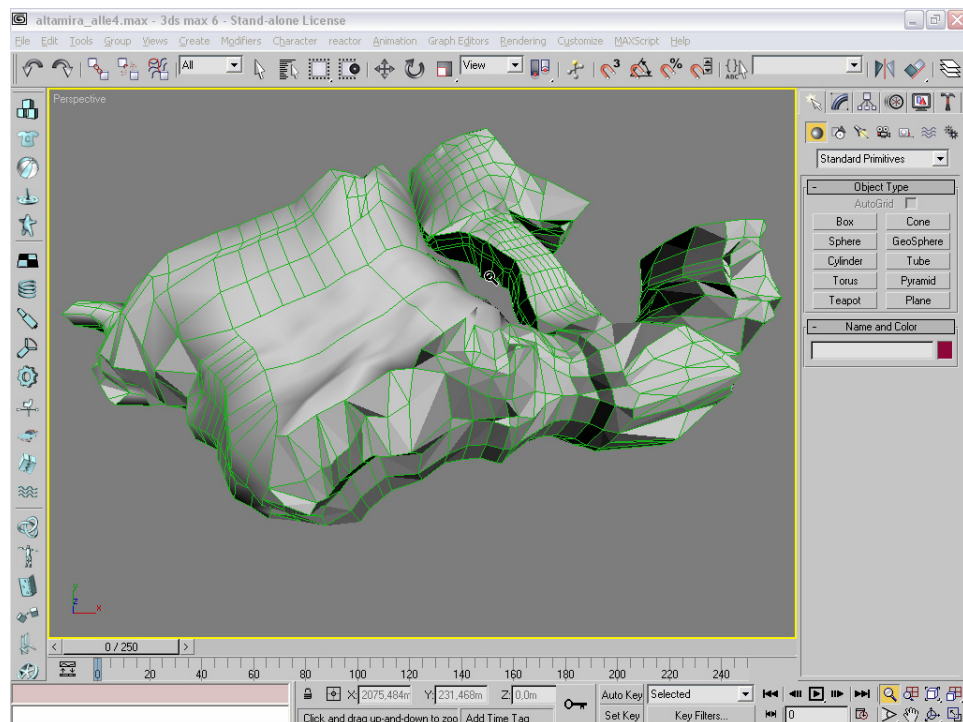 altamira_alle4.max - 3ds max 6 - Stand-alone License
File Edit Tools Group Views Create Modifiers Character reactor Animation Graph Editors Rendering Customize MAXScript Help
All
View
3
%
ABC
Perspective
Standard Primitives
- Object Type
AutoGrid
Box Cone
Sphere GeoSphere
Cylinder Tube
Torus Pyramid
Teapot Plane
- Name and Color
y
z x
< 0 / 250 >
0 20 40 60 80 100 120 140 160 180 200 220 240
X: 2075,484m Y: 231,468m Z: 0,0m Auto Key Selected
Click and drag up-and-down to zoo Add Time Tag Set Key Key Filters... 0